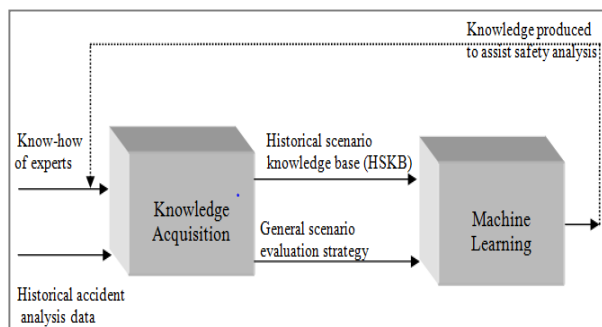 Knowledge produced
to assist safety analysis
Know-how
of experts
Historical scenario
knowledge base (HSKB)
Knowledge
Acquisition
Machine
Learning
General scenario
evaluation strategy
Historical accident
analysis data